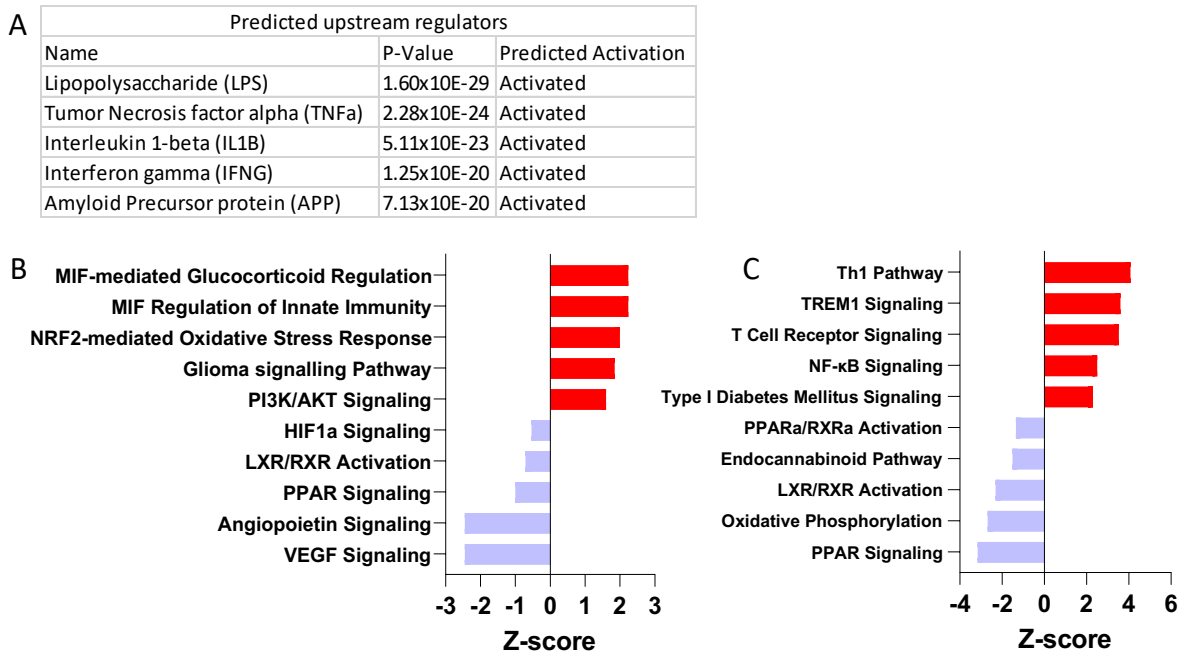 A
Predicted upstream regulators
Name P-Value Predicted Activation
Lipopolysaccharide (LPS) 1.60x10E-29 Activated
Tumor Necrosis factor alpha (TNFa) 2.28x10E-24 Activated
Interleukin 1-beta (IL1B) 5.11x10E-23 Activated
Interferon gamma (IFNG) 1.25x10E-20 Activated
Amyloid Precursor protein (APP) 7.13x10E-20 Activated
B
MIF-mediated Glucocorticoid Regulation
MIF Regulation of Innate Immunity
NRF2-mediated Oxidative Stress Response
Glioma signalling Pathway
PI3K/AKT Signaling
HIF1a Signaling
LXR/RXR Activation
PPAR Signaling
Angiopoietin Signaling
VEGF Signaling
-3 -2 -1 0 1 2 3
Z-score
C
Th1 Pathway
TREM1 Signaling
T Cell Receptor Signaling
NF-κB Signaling
Type I Diabetes Mellitus Signaling
PPARa/RXRa Activation
Endocannabinoid Pathway
LXR/RXR Activation
Oxidative Phosphorylation
PPAR Signaling
-4 -2 0 2 4 6
Z-score